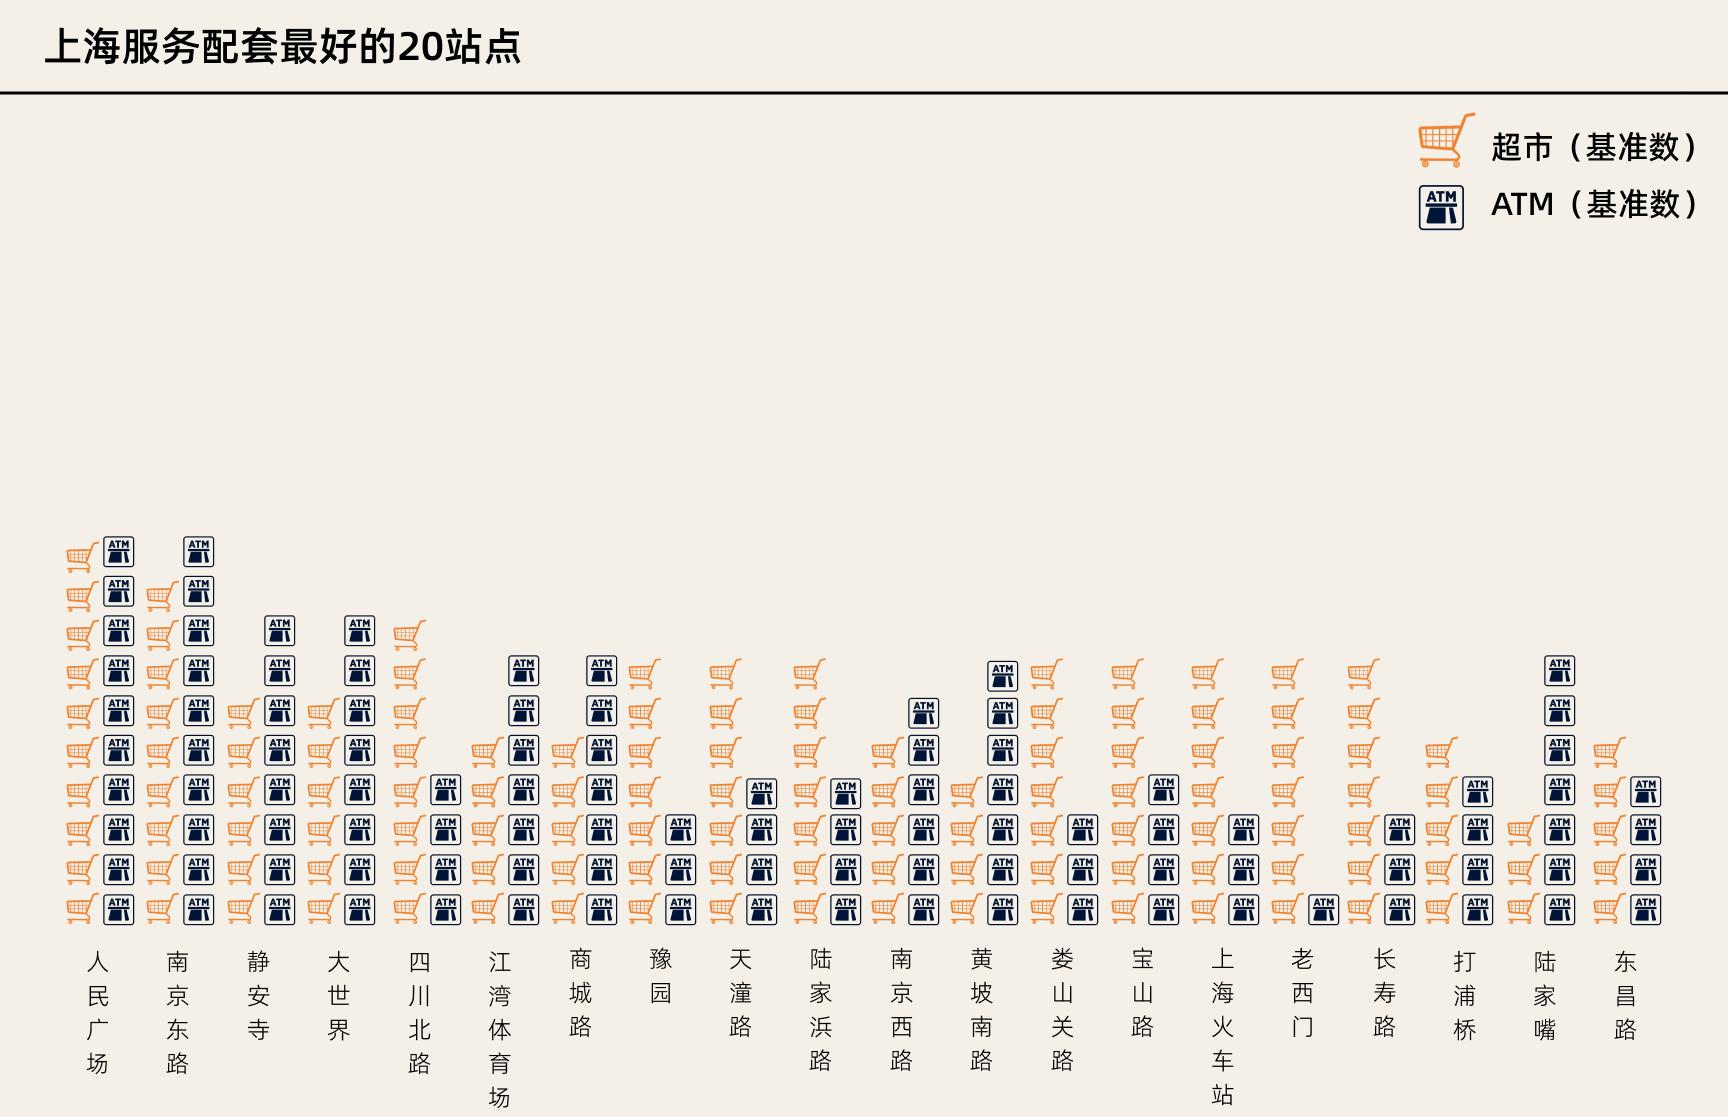 上海服务配套最好的20站点
超市（基准数）
ATM（基准数）
人民广场
南京东路
静安寺
大世界
四川北路
江湾体育场
商城路
豫园
天潼路
陆家浜路
南京西路
黄坡南路
娄山关路
宝山路
上海火车站
老西门
长寿路
打浦桥
陆家嘴
东昌路